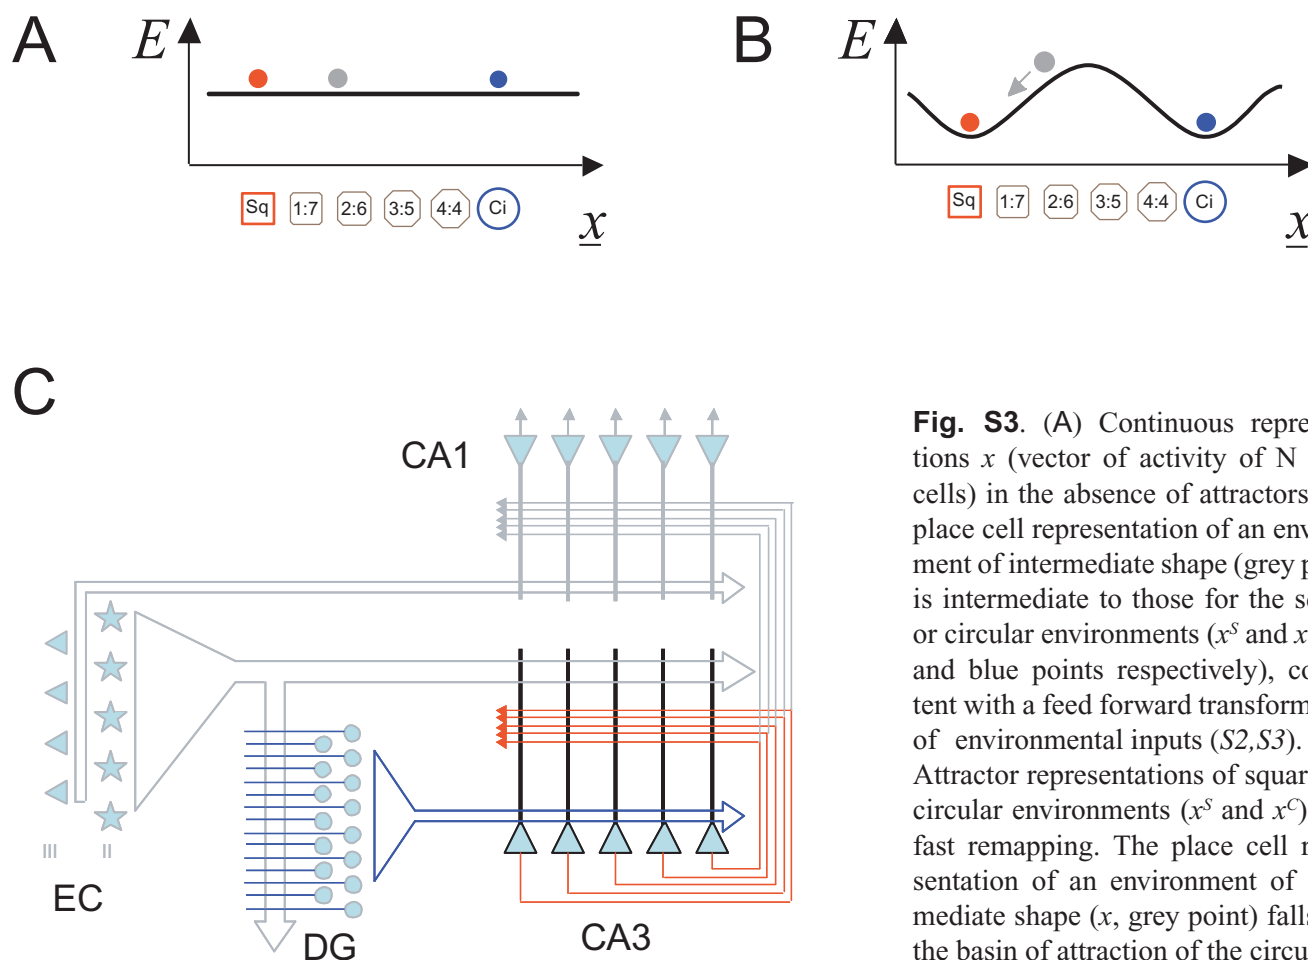 A
E
Sq 1:7 2:6 3:5 4:4 Ci
x
B
E
Sq 1:7 2:6 3:5 4:4 Ci
x
C
CA1
III II
EC
DG
CA3
Fig. S3. (A) Continuous repre
tions x (vector of activity of N
cells) in the absence of attractors
place cell representation of an env
ment of intermediate shape (grey p
is intermediate to those for the s
or circular environments (xS and x
and blue points respectively), co
tent with a feed forward transform
of environmental inputs (S2,S3).
Attractor representations of squar
circular environments (xS and xC)
fast remapping. The place cell r
sentation of an environment of
mediate shape (x, grey point) falls
the basin of attraction of the circu